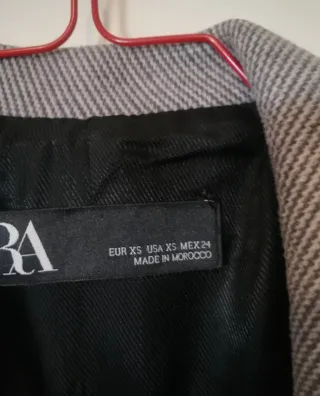 RA
EUR XS USA XS MEX 24
MADE IN MOROCCO